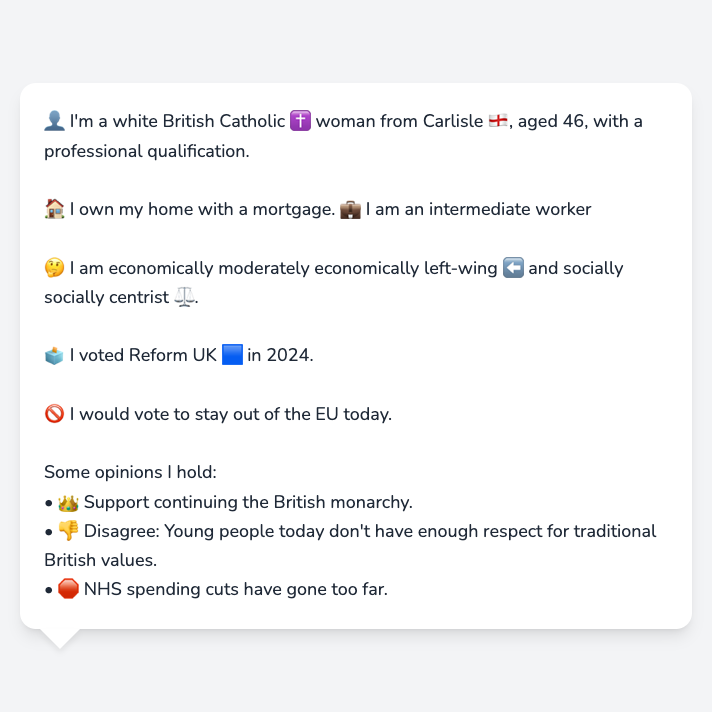 👤 I'm a white British Catholic ✝️ woman from Carlisle 🏴󠁧󠁢󠁥󠁮󠁧󠁿, aged 46, with a
professional qualification.
🏠 I own my home with a mortgage. 💼 I am an intermediate worker
🤔 I am economically moderately economically left-wing ⬅️ and socially
socially centrist ⚖️.
🗳️ I voted Reform UK 🟦 in 2024.
🚫 I would vote to stay out of the EU today.
Some opinions I hold:
• 👑 Support continuing the British monarchy.
• 👎 Disagree: Young people today don't have enough respect for traditional
British values.
• 🛑 NHS spending cuts have gone too far.